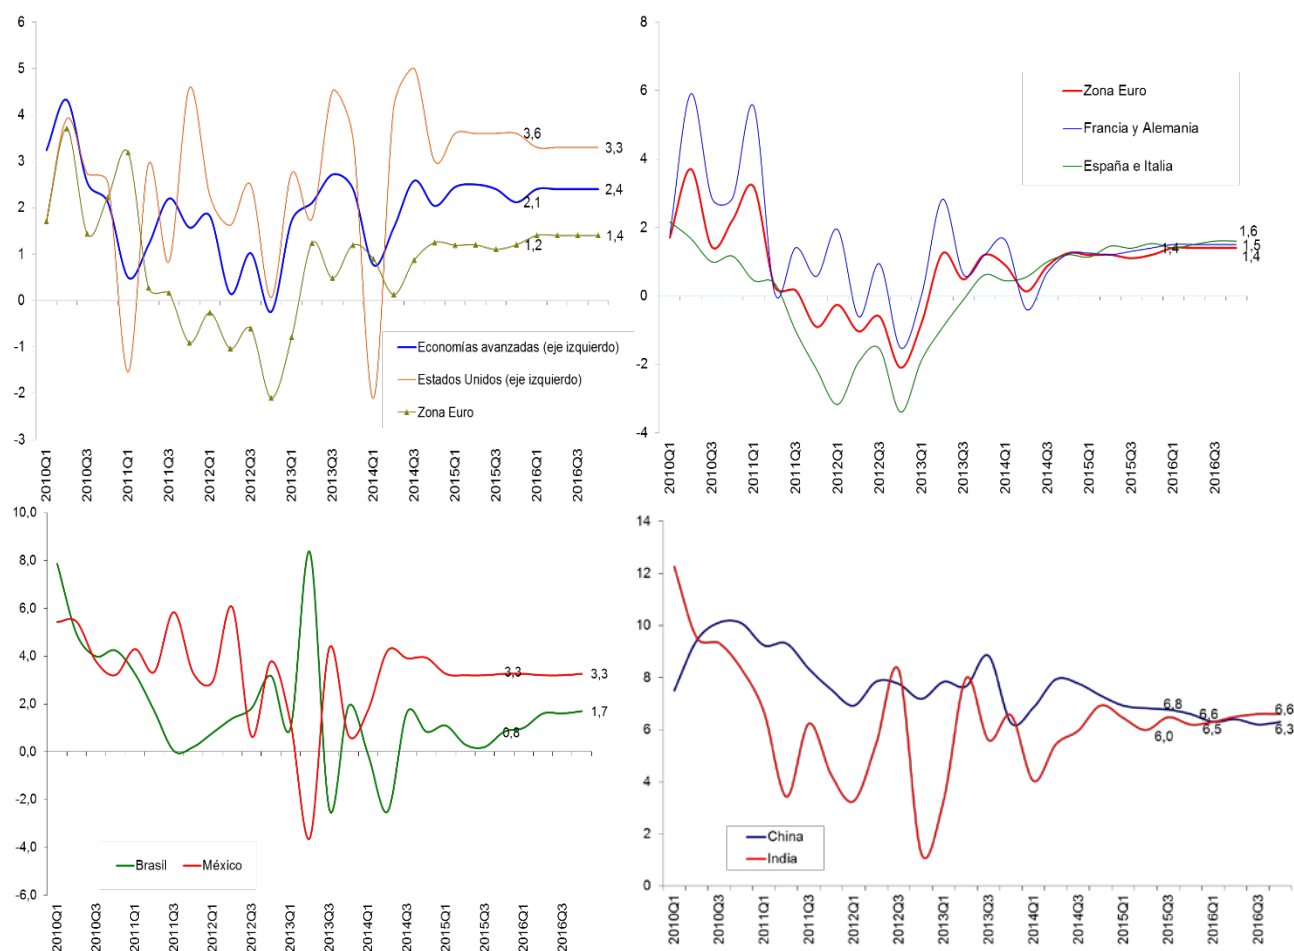 6
5
4
3
2
1
0
-1
-2
-3
3,6
3,3
2,4
2,1
1,4
1,2
Economías avanzadas (eje izquierdo)
Estados Unidos (eje izquierdo)
Zona Euro
2010Q1
2010Q3
2011Q1
2011Q3
2012Q1
2012Q3
2013Q1
2013Q3
2014Q1
2014Q3
2015Q1
2015Q3
2016Q1
2016Q3
8
6
4
2
0
-2
-4
Zona Euro
Francia y Alemania
España e Italia
1,6
1,4
1,5
1,4
2010Q1
2010Q3
2011Q1
2011Q3
2012Q1
2012Q3
2013Q1
2013Q3
2014Q1
2014Q3
2015Q1
2015Q3
2016Q1
2016Q3
10,0
8,0
6,0
4,0
2,0
0,0
-2,0
-4,0
-6,0
3,3
3,3
1,7
0,8
Brasil
México
2010Q1
2010Q3
2011Q1
2011Q3
2012Q1
2012Q3
2013Q1
2013Q3
2014Q1
2014Q3
2015Q1
2015Q3
2016Q1
2016Q3
14
12
10
8
6
4
2
0
6,8
6,6
6,6
6,0
6,5
6,3
China
India
2010Q1
2010Q3
2011Q1
2011Q3
2012Q1
2012Q3
2013Q1
2013Q3
2014Q1
2014Q3
2015Q1
2015Q3
2016Q1
2016Q3